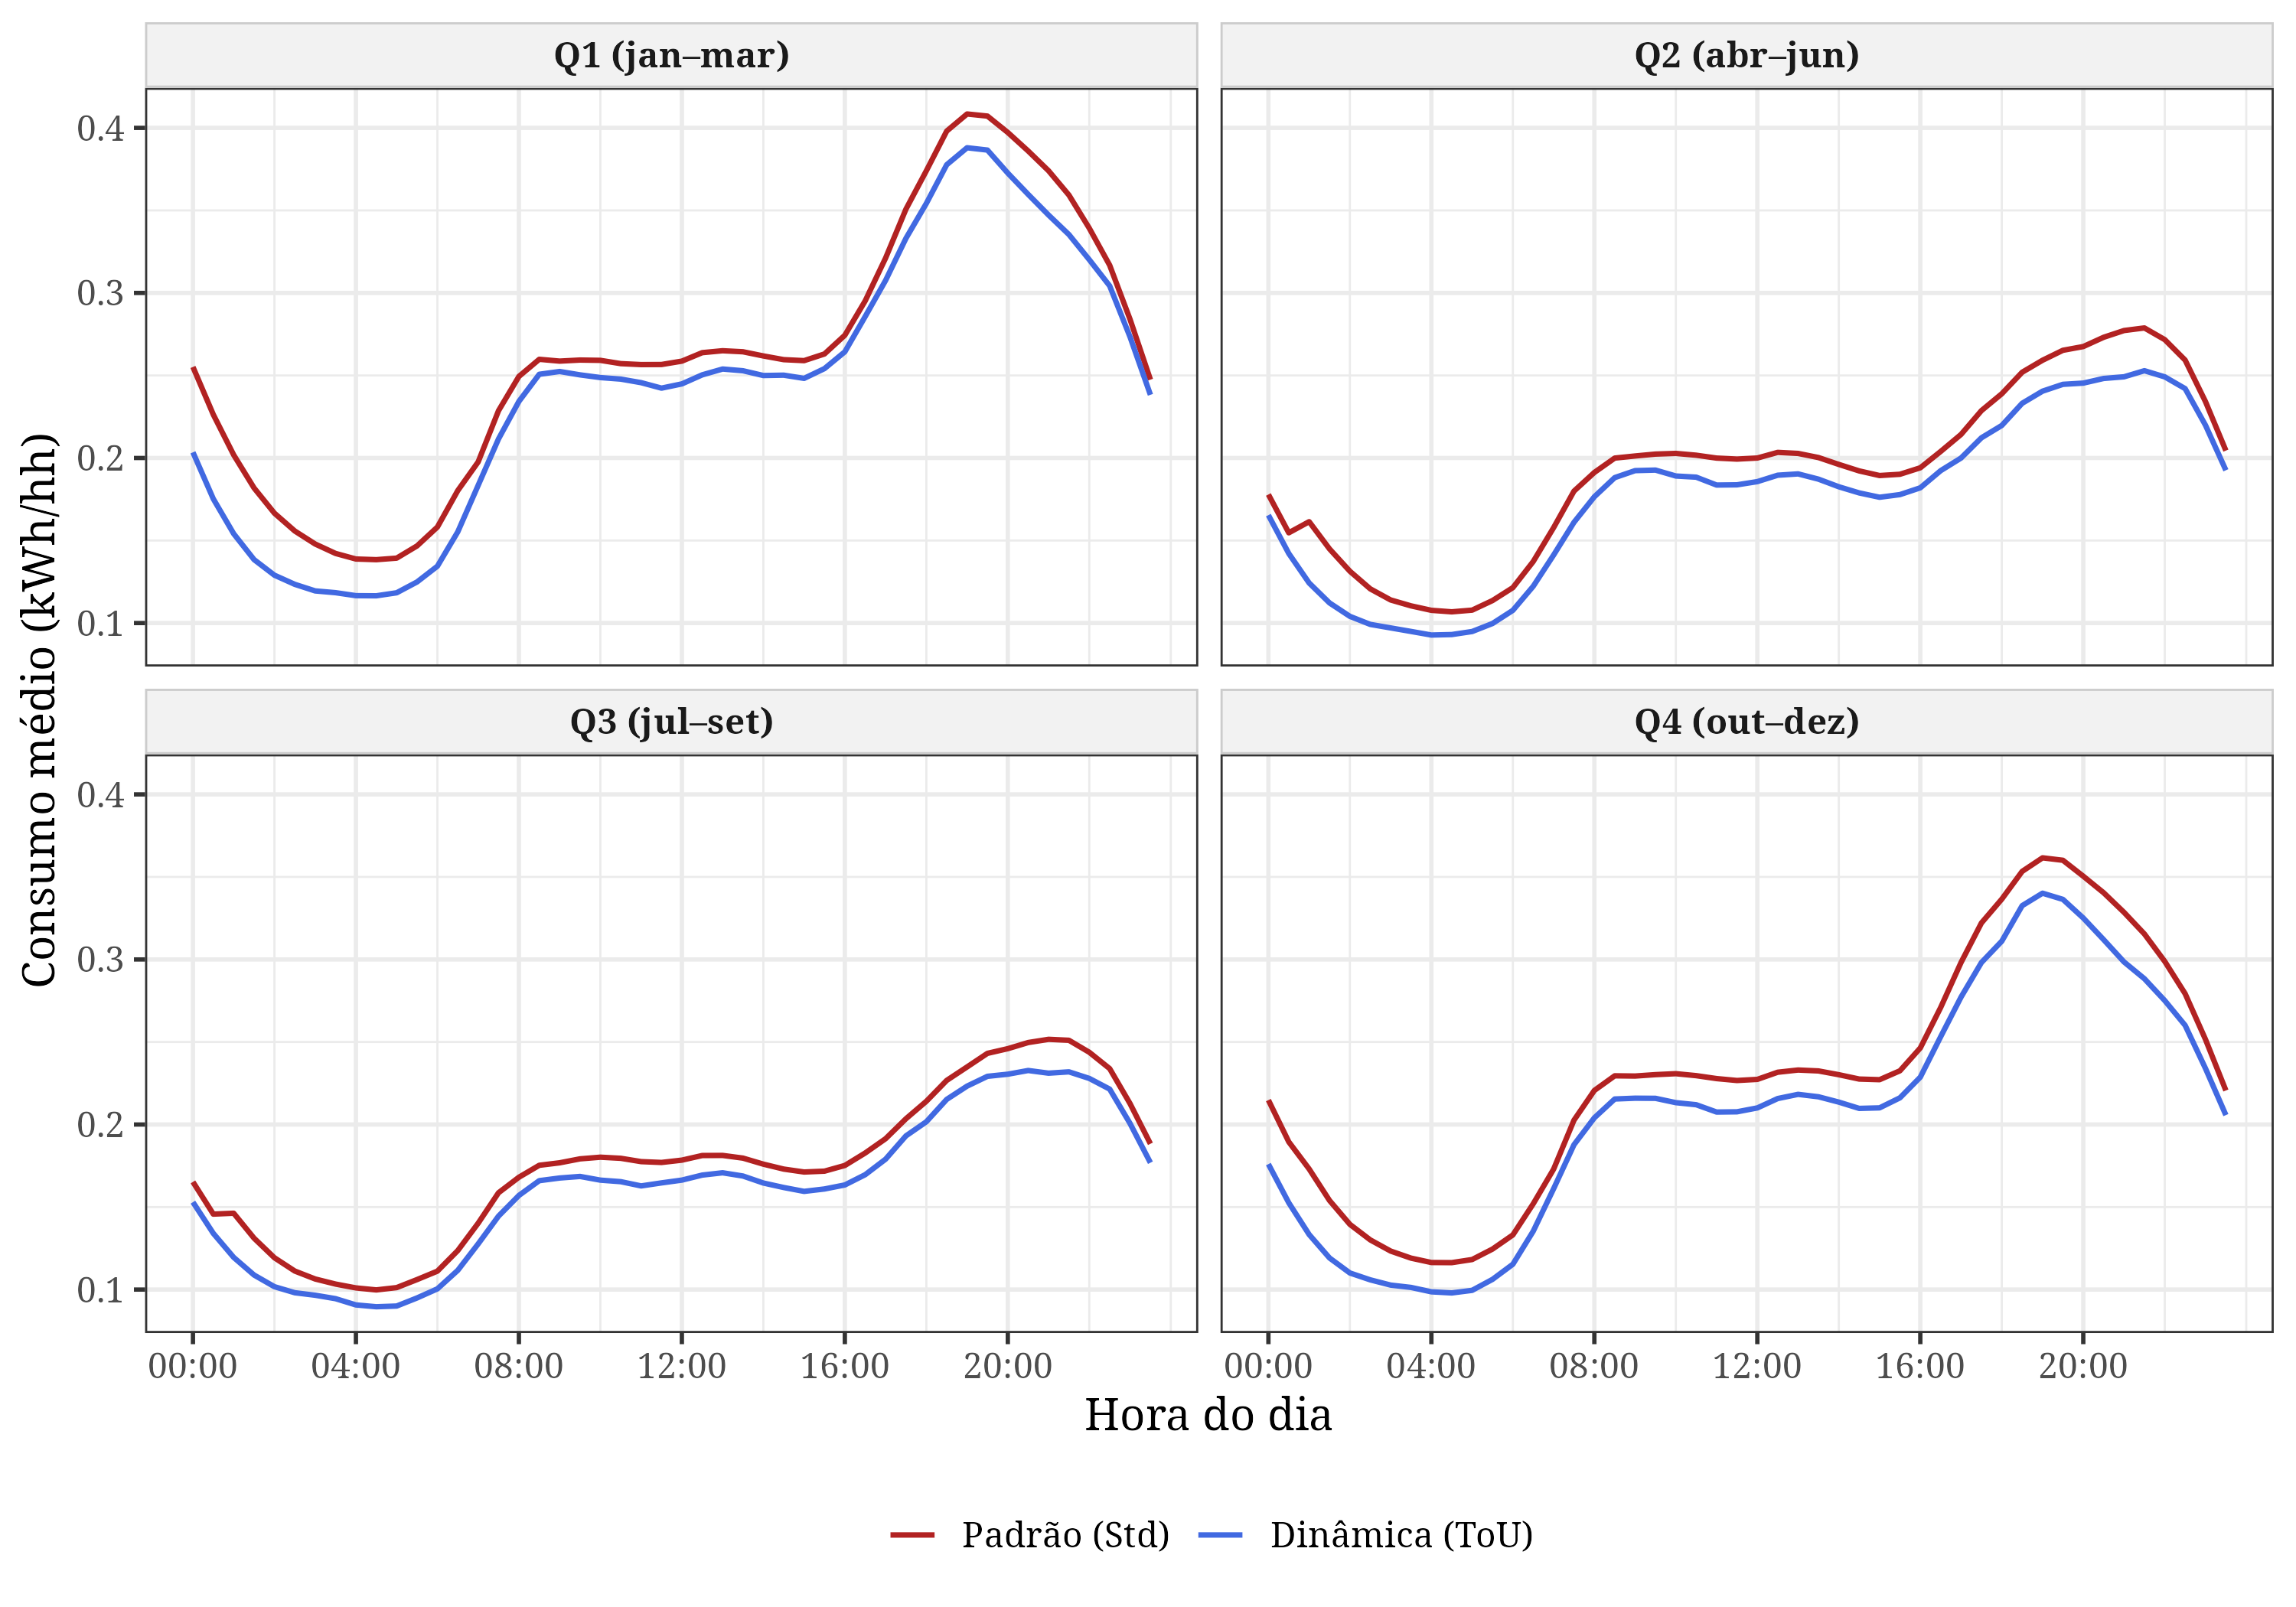 Q1 (jan–mar)
Q2 (abr–jun)
0.4
0.3
0.2
0.1
Q3 (jul–set)
Q4 (out–dez)
0.4
0.3
0.2
0.1
Consumo médio (kWh/hh)
00:00 04:00 08:00 12:00 16:00 20:00
00:00 04:00 08:00 12:00 16:00 20:00
Hora do dia
Padrão (Std) Dinâmica (ToU)